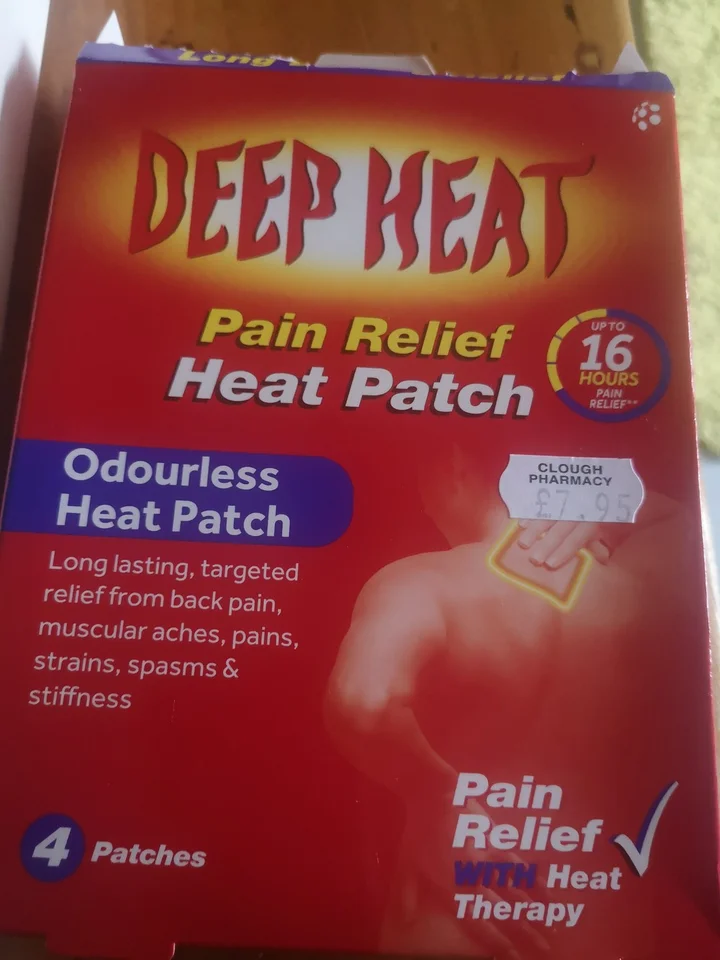 Long
DEEP HEAT
Pain Relief
Heat Patch
UP TO
16
HOURS
PAIN
RELIEF**
Odourless
Heat Patch
CLOUGH
PHARMACY
£7.95
Long lasting, targeted
relief from back pain,
muscular aches, pains,
strains, spasms &
stiffness
4 Patches
Pain
Relief
WITH Heat
Therapy